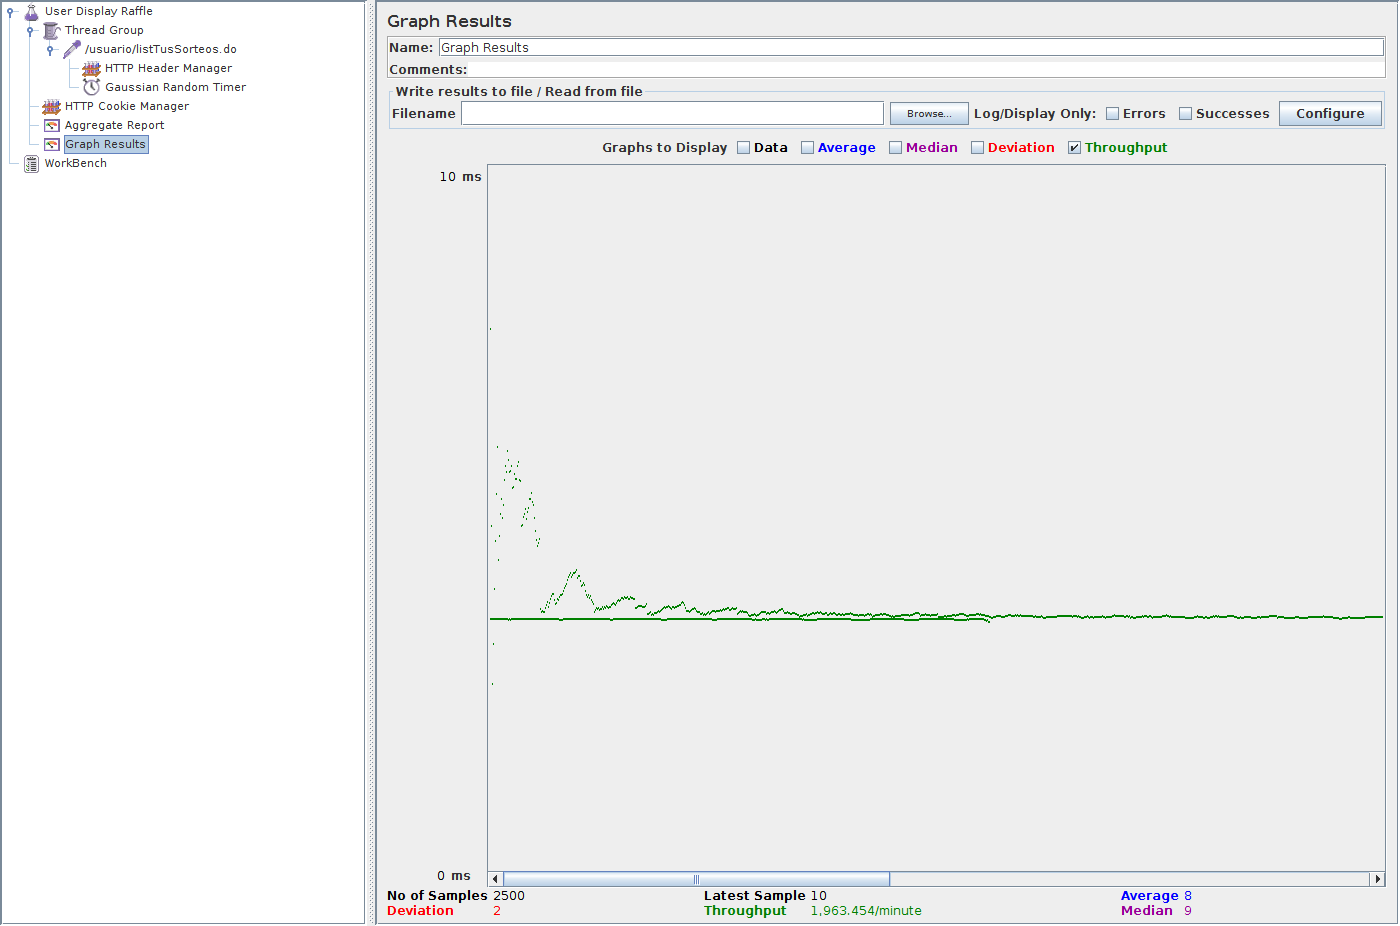 User Display Raffle
Thread Group
/usuario/listTusSorteos.do
HTTP Header Manager
Gaussian Random Timer
HTTP Cookie Manager
Aggregate Report
Graph Results
WorkBench
Graph Results
Name: Graph Results
Comments:
Write results to file / Read from file
Filename Browse... Log/Display Only: Errors Successes Configure
Graphs to Display Data Average Median Deviation Throughput
10 ms
0 ms
No of Samples 2500 Latest Sample 10 Average 8
Deviation 2 Throughput 1,963.454/minute Median 9